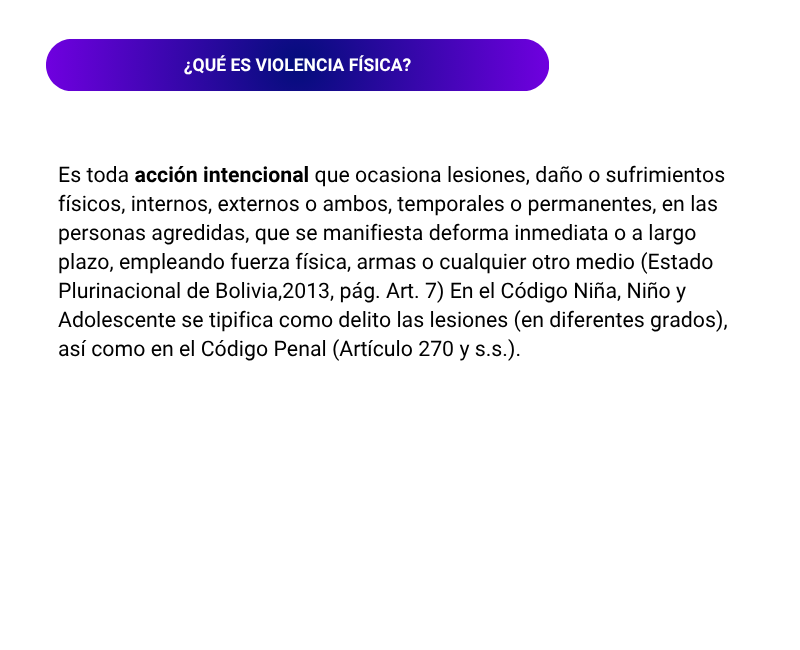 ¿QUÉ ES VIOLENCIA FÍSICA?
Es toda acción intencional que ocasiona lesiones, daño o sufrimientos
físicos, internos, externos o ambos, temporales o permanentes, en las
personas agredidas, que se manifiesta deforma inmediata o a largo
plazo, empleando fuerza física, armas o cualquier otro medio (Estado
Plurinacional de Bolivia,2013, pág. Art. 7) En el Código Niña, Niño y
Adolescente se tipifica como delito las lesiones (en diferentes grados),
así como en el Código Penal (Artículo 270 y s.s.).